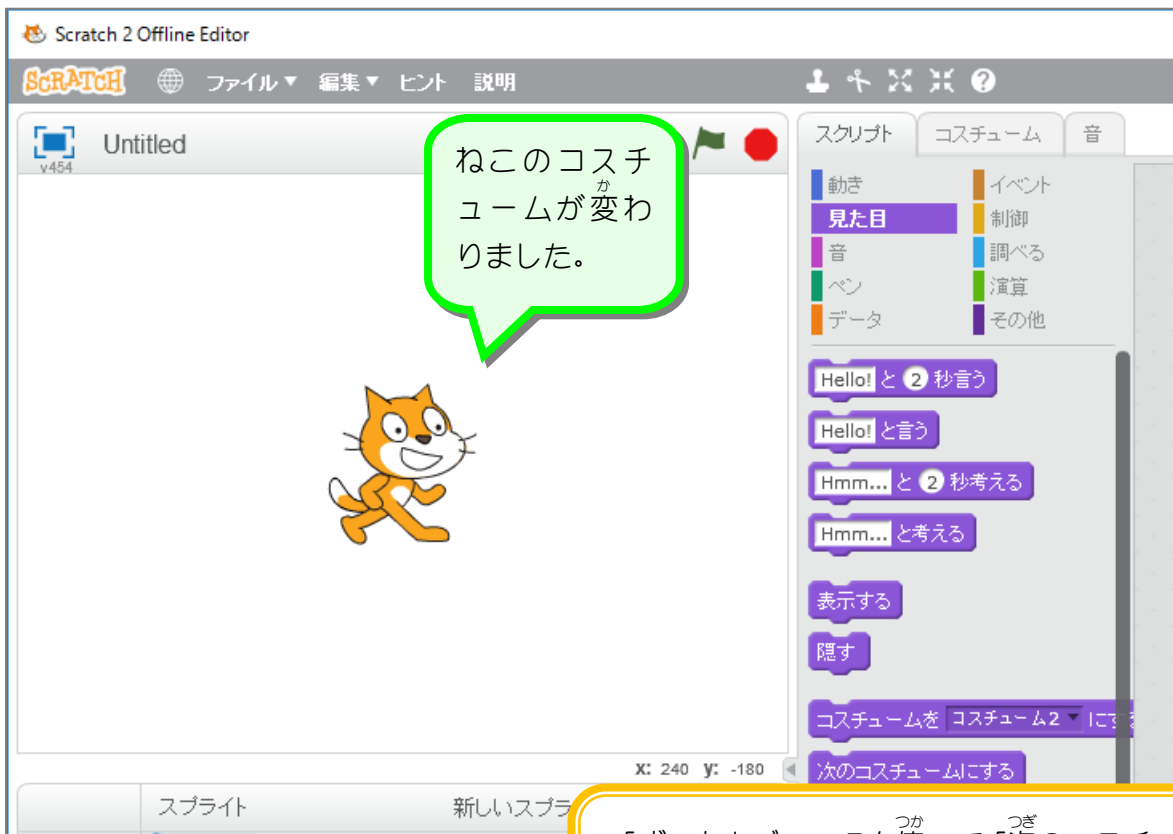 Scratch 2 Offline Editor
SCRATCH ファイル▼ 編集▼ ヒント 説明
v454
Untitled
ねこのコスチ
ュームが変わ
りました。
か
スクリプト コスチューム 音
動き イベント
見た目 制御
音 調べる
ペン 演算
データ その他
Hello! と 2 秒言う
Hello! と言う
Hmm... と 2 秒考える
Hmm... と考える
表示する
隠す
コスチュームを コスチューム2 にす
次のコスチュームにする
x: 240 y: -180
スプライト 新しいスプラ
つか つぎ